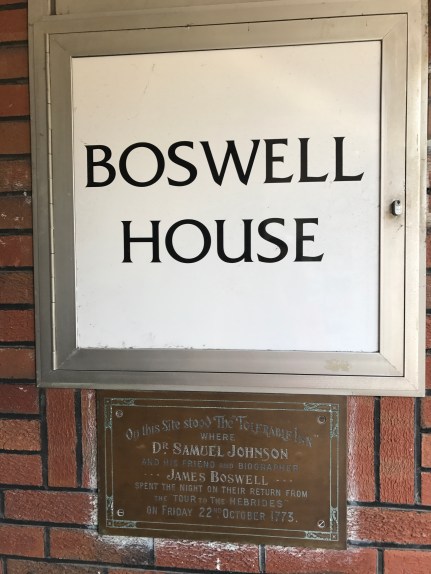 BOSWELL
HOUSE
On this Site stood The "TOLERABLE INN"
WHERE
DR SAMUEL JOHNSON
AND HIS FRIEND AND BIOGRAPHER
--- JAMES BOSWELL ---
SPENT THE NIGHT ON THEIR RETURN FROM
THE "TOUR TO THE HEBRIDES"
ON FRIDAY 22ND OCTOBER 1773.